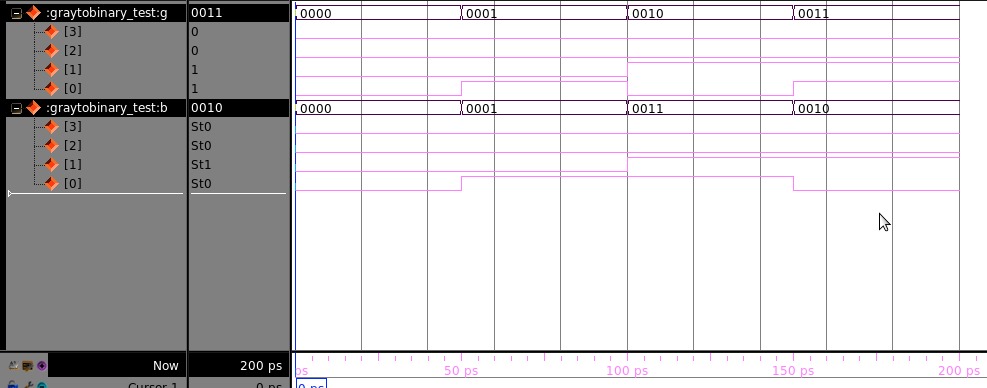 :graytobinary_test:g 0011 0000 0001 0010 0011
[3] 0
[2] 0
[1] 1
[0] 1
:graytobinary_test:b 0010 0000 0001 0011 0010
[3] St0
[2] St0
[1] St1
[0] St0
Now 200 ps ps 50 ps 100 ps 150 ps 200 ps
Cursor 1 0 ps 0 ps